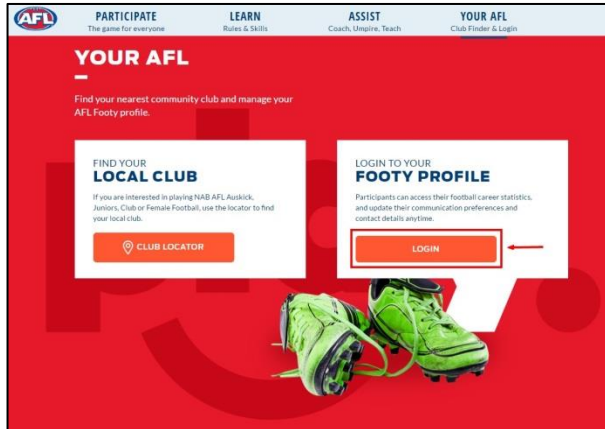 AFL
PARTICIPATE
The game for everyone
LEARN
Rules & Skills
ASSIST
Coach, Umpire, Teach
YOUR AFL
Club Finder & Login
YOUR AFL
Find your nearest community club and manage your
AFL Footy profile.
FIND YOUR
LOCAL CLUB
If you are interested in playing NAB AFL Auskick,
Juniors, Club or Female Football, use the locator to find
your local club.
CLUB LOCATOR
LOGIN TO YOUR
FOOTY PROFILE
Participants can access their football career statistics,
and update their communication preferences and
contact details anytime.
LOGIN
play.